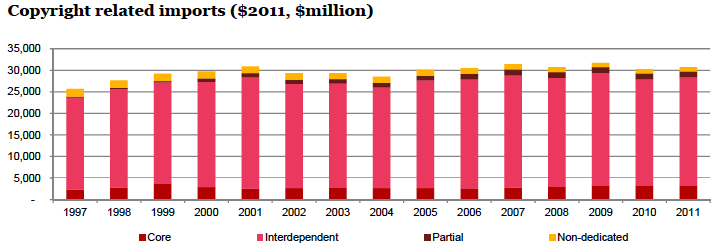 Copyright related imports ($2011, $million)
35,000
30,000
25,000
20,000
15,000
10,000
5,000
-
1997 1998 1999 2000 2001 2002 2003 2004 2005 2006 2007 2008 2009 2010 2011
Core Interdependent Partial Non-dedicated